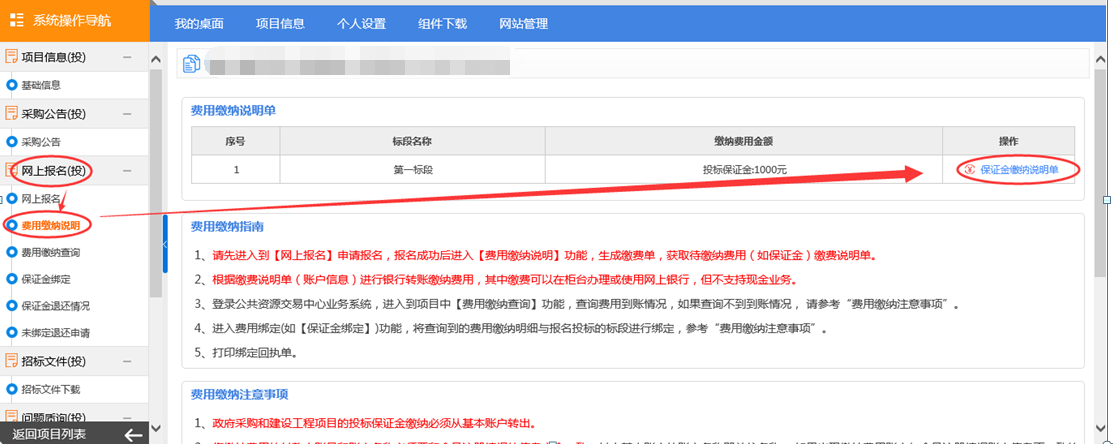 系统操作导航
我的桌面 项目信息 个人设置 组件下载 网站管理
项目信息(投)
基础信息
采购公告(投)
采购公告
网上报名(投)
网上报名
费用缴纳说明
费用缴纳查询
保证金绑定
保证金退还情况
未绑定退还申请
招标文件(投)
招标文件下载
问题质询(投)
返回项目列表
费用缴纳说明单
序号 标段名称 缴纳费用金额 操作
1 第一标段 投标保证金:1000元 保证金缴纳说明单
费用缴纳指南
1、请先进入到【网上报名】申请报名，报名成功后进入【费用缴纳说明】功能，生成缴费单，获取待缴纳费用（如保证金）缴费说明单。
2、根据缴费说明单（账户信息）进行银行转账缴纳费用，其中缴费可以在柜台办理或使用网上银行，但不支持现金业务。
3、登录公共资源交易中心业务系统，进入到项目中【费用缴纳查询】功能，查询费用到账情况，如果查询不到到账情况， 请参考“费用缴纳注意事项”。
4、进入费用绑定(如【保证金绑定】)功能，将查询到的费用缴纳明细与报名投标的标段进行绑定，参考“费用缴纳注意事项”。
5、打印绑定回执单。
费用缴纳注意事项
1、政府采购和建设工程项目的投标保证金缴纳必须从基本账户转出。